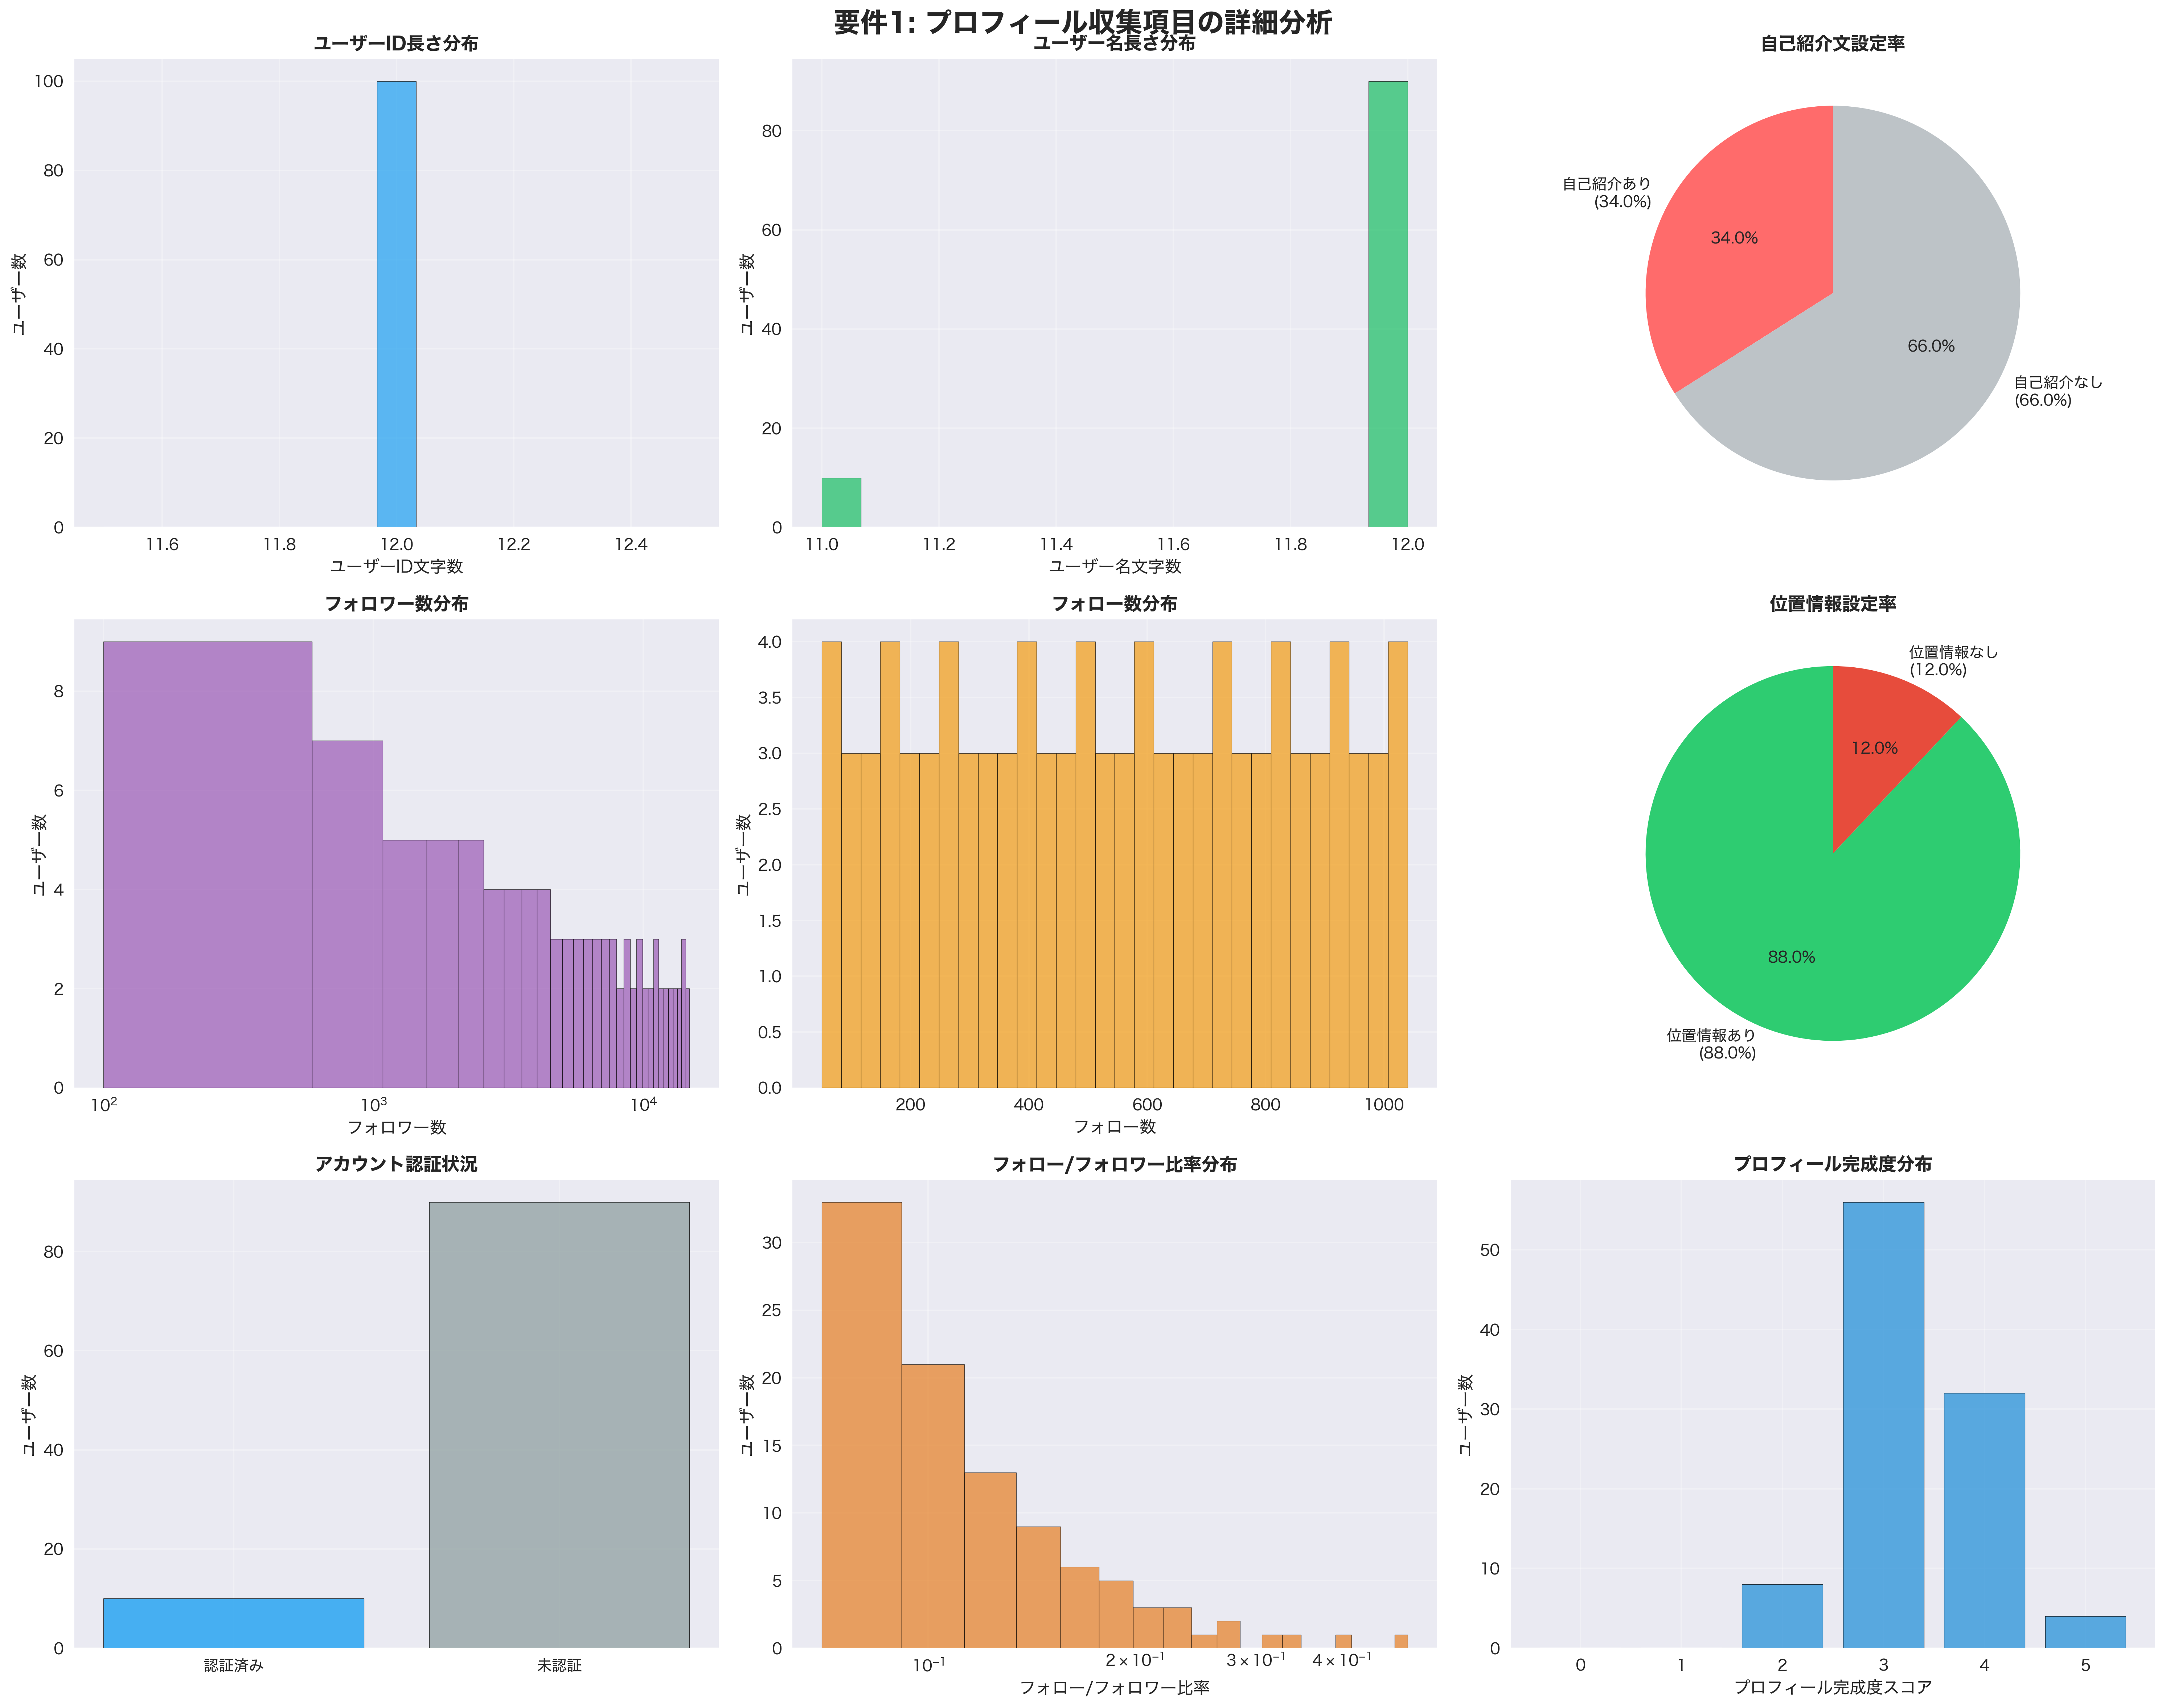 要件1: プロフィール収集項目の詳細分析
ユーザーID長さ分布
ユーザー数
100
80
60
40
20
0
11.6
11.8
12.0
12.2
12.4
ユーザーID文字数
ユーザー名長さ分布
ユーザー数
80
60
40
20
0
11.0
11.2
11.4
11.6
11.8
12.0
ユーザー名文字数
自己紹介文設定率
自己紹介あり
(34.0%)
34.0%
66.0%
自己紹介なし
(66.0%)
フォロワー数分布
ユーザー数
8
6
4
2
0
10²
10³
10⁴
フォロワー数
フォロー数分布
ユーザー数
4.0
3.5
3.0
2.5
2.0
1.5
1.0
0.5
0.0
200
400
600
800
1000
フォロー数
位置情報設定率
位置情報なし
(12.0%)
12.0%
88.0%
位置情報あり
(88.0%)
アカウント認証状況
ユーザー数
80
60
40
20
0
認証済み
未認証
フォロー/フォロワー比率分布
ユーザー数
30
25
20
15
10
5
0
10⁻¹
2 × 10⁻¹
3 × 10⁻¹
4 × 10⁻¹
フォロー/フォロワー比率
プロフィール完成度分布
ユーザー数
50
40
30
20
10
0
0
1
2
3
4
5
プロフィール完成度スコア